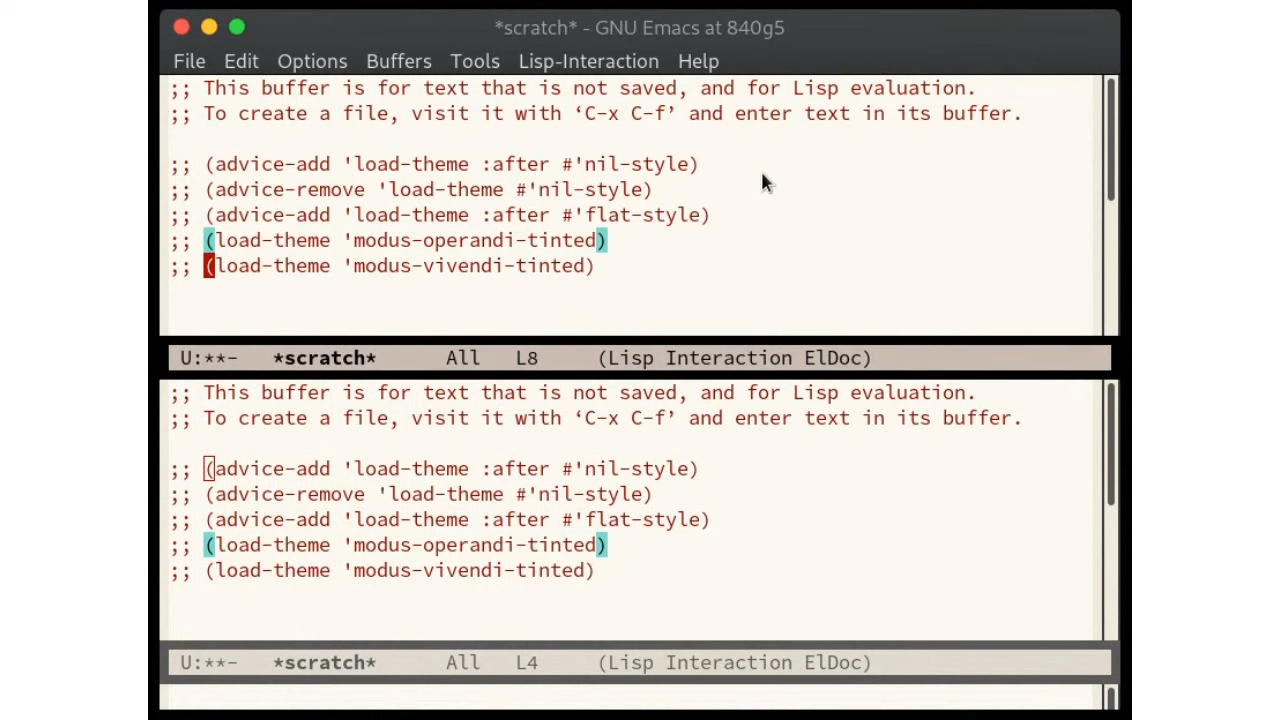 *scratch* - GNU Emacs at 840g5
File Edit Options Buffers Tools Lisp-Interaction Help
;; This buffer is for text that is not saved, and for Lisp evaluation.
;; To create a file, visit it with ‘C-x C-f’ and enter text in its buffer.
;; (advice-add 'load-theme :after #'nil-style)
;; (advice-remove 'load-theme #'nil-style)
;; (advice-add 'load-theme :after #'flat-style)
;; (load-theme 'modus-operandi-tinted)
;; (load-theme 'modus-vivendi-tinted)
U:**- *scratch* All L8 (Lisp Interaction ElDoc)
;; This buffer is for text that is not saved, and for Lisp evaluation.
;; To create a file, visit it with ‘C-x C-f’ and enter text in its buffer.
;; (advice-add 'load-theme :after #'nil-style)
;; (advice-remove 'load-theme #'nil-style)
;; (advice-add 'load-theme :after #'flat-style)
;; (load-theme 'modus-operandi-tinted)
;; (load-theme 'modus-vivendi-tinted)
U:**- *scratch* All L4 (Lisp Interaction ElDoc)